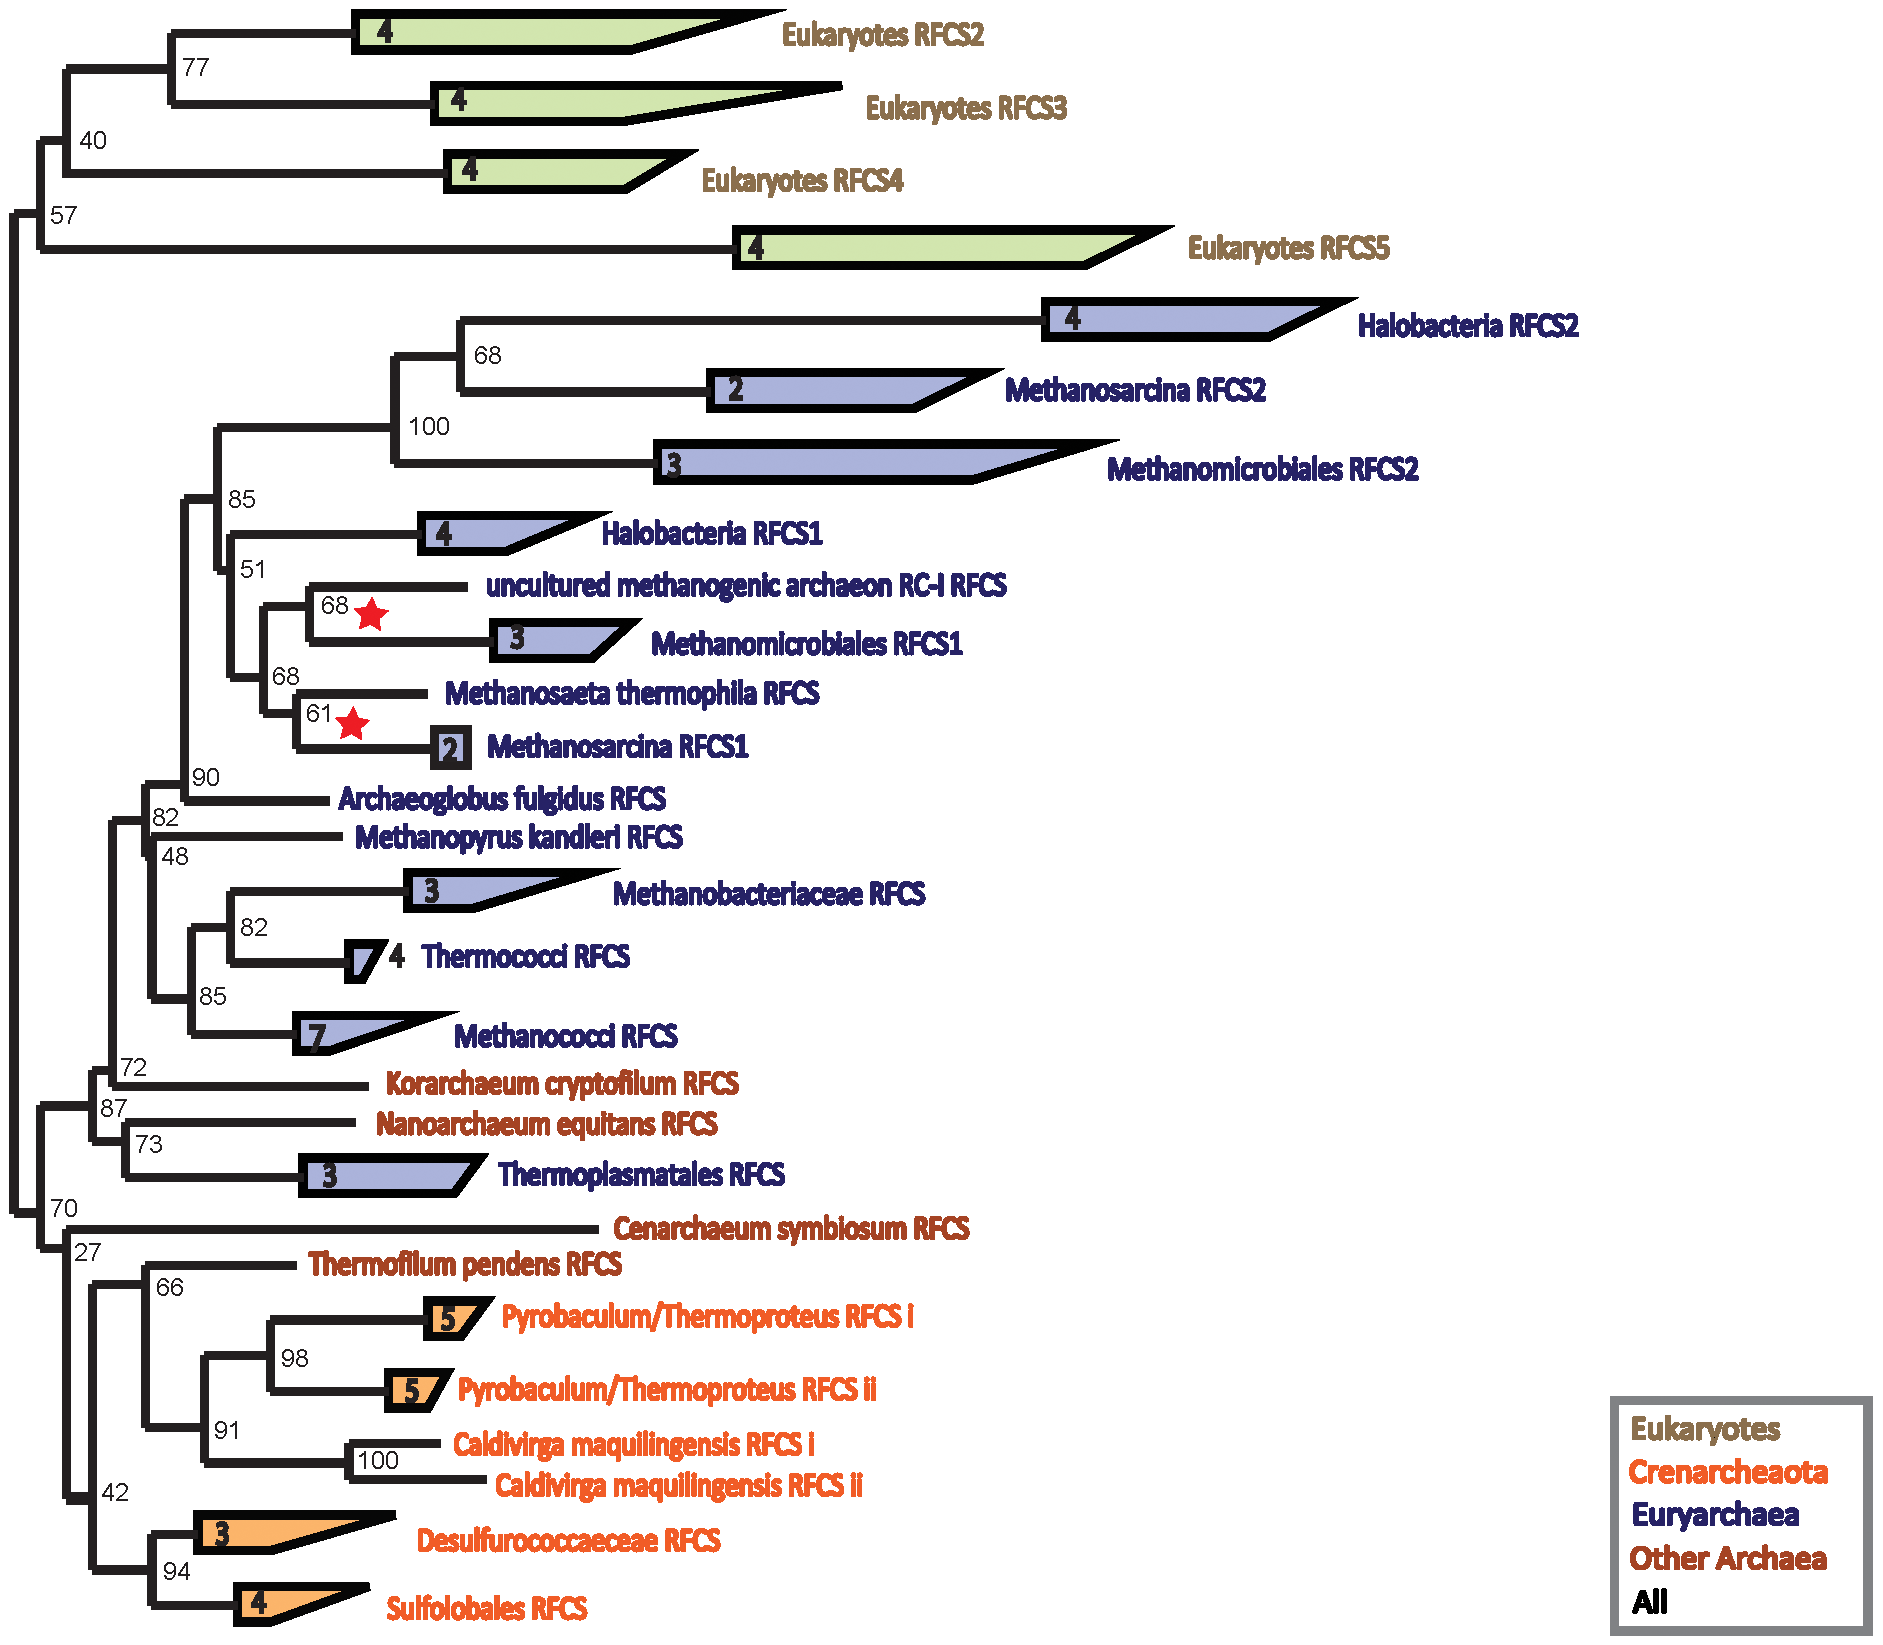 4
Eukaryotes RFCS2
77
4
Eukaryotes RFCS3
40
4
Eukaryotes RFCS4
57
4
Eukaryotes RFCS5
4
Halobacteria RFCS2
68
2
Methanosarcina RFCS2
100
3
Methanomicrobiales RFCS2
85
4
Halobacteria RFCS1
51
uncultured methanogenic archaeon RC-I RFCS
68
3
Methanomicrobiales RFCS1
68
Methanosaeta thermophila RFCS
61
2
Methanosarcina RFCS1
90
Archaeoglobus fulgidus RFCS
82
Methanopyrus kandleri RFCS
48
3
Methanobacteriaceae RFCS
82
4
Thermococci RFCS
85
7
Methanococci RFCS
72
Korarchaeum cryptofilum RFCS
87
Nanoarchaeum equitans RFCS
73
3
Thermoplasmatales RFCS
70
Cenarchaeum symbiosum RFCS
27
Thermofilum pendens RFCS
66
5
Pyrobaculum/Thermoproteus RFCS i
98
5
Pyrobaculum/Thermoproteus RFCS ii
91
Caldivirga maquilingensis RFCS i
100
Caldivirga maquilingensis RFCS ii
42
3
Desulfurococcaeceae RFCS
94
4
Sulfolobales RFCS
Eukaryotes
Crenarcheaota
Euryarchaea
Other Archaea
All